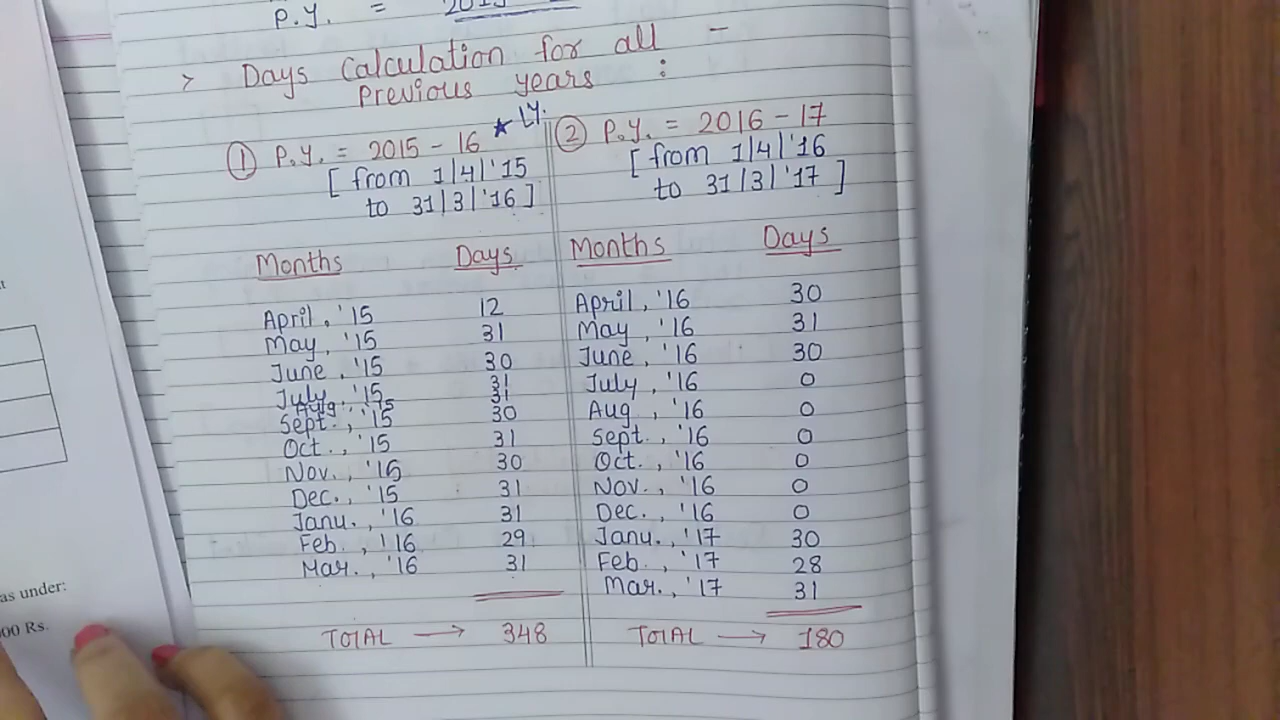 P.Y. =
> Days Calculation for all -
Previous years :
① P.Y. = 2015 - 16 ★ LY.
[ from 1/4/'15
to 31/3/'16 ]
Months Days
April, '15 12
May, '15 31
June, '15 30
July, '15 31
Aug., '15 31
Sept., '15 30
Oct., '15 31
Nov., '15 30
Dec., '15 31
Janu., '16 31
Feb., '16 29
Mar., '16 31
TOTAL → 348
② P.Y. = 2016 - 17
[ from 1/4/'16
to 31/3/'17 ]
Months Days
April, '16 30
May, '16 31
June, '16 30
July, '16 0
Aug, '16 0
Sept., '16 0
Oct., '16 0
Nov., '16 0
Dec., '16 0
Janu., '17 30
Feb., '17 28
Mar., '17 31
TOTAL → 180
as under:
00 Rs.